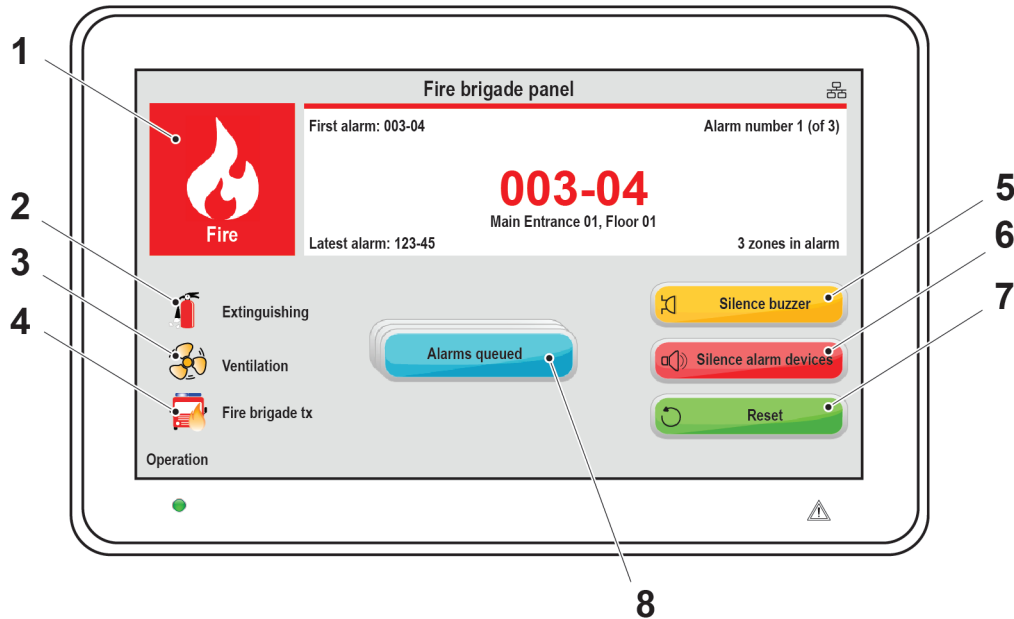 1
Fire brigade panel
First alarm: 003-04
Alarm number 1 (of 3)
003-04
Main Entrance 01, Floor 01
Fire
Latest alarm: 123-45
3 zones in alarm
2
3
4
5
6
7
Extinguishing
Silence buzzer
Alarms queued
Ventilation
Silence alarm devices
Fire brigade tx
Reset
Operation
8